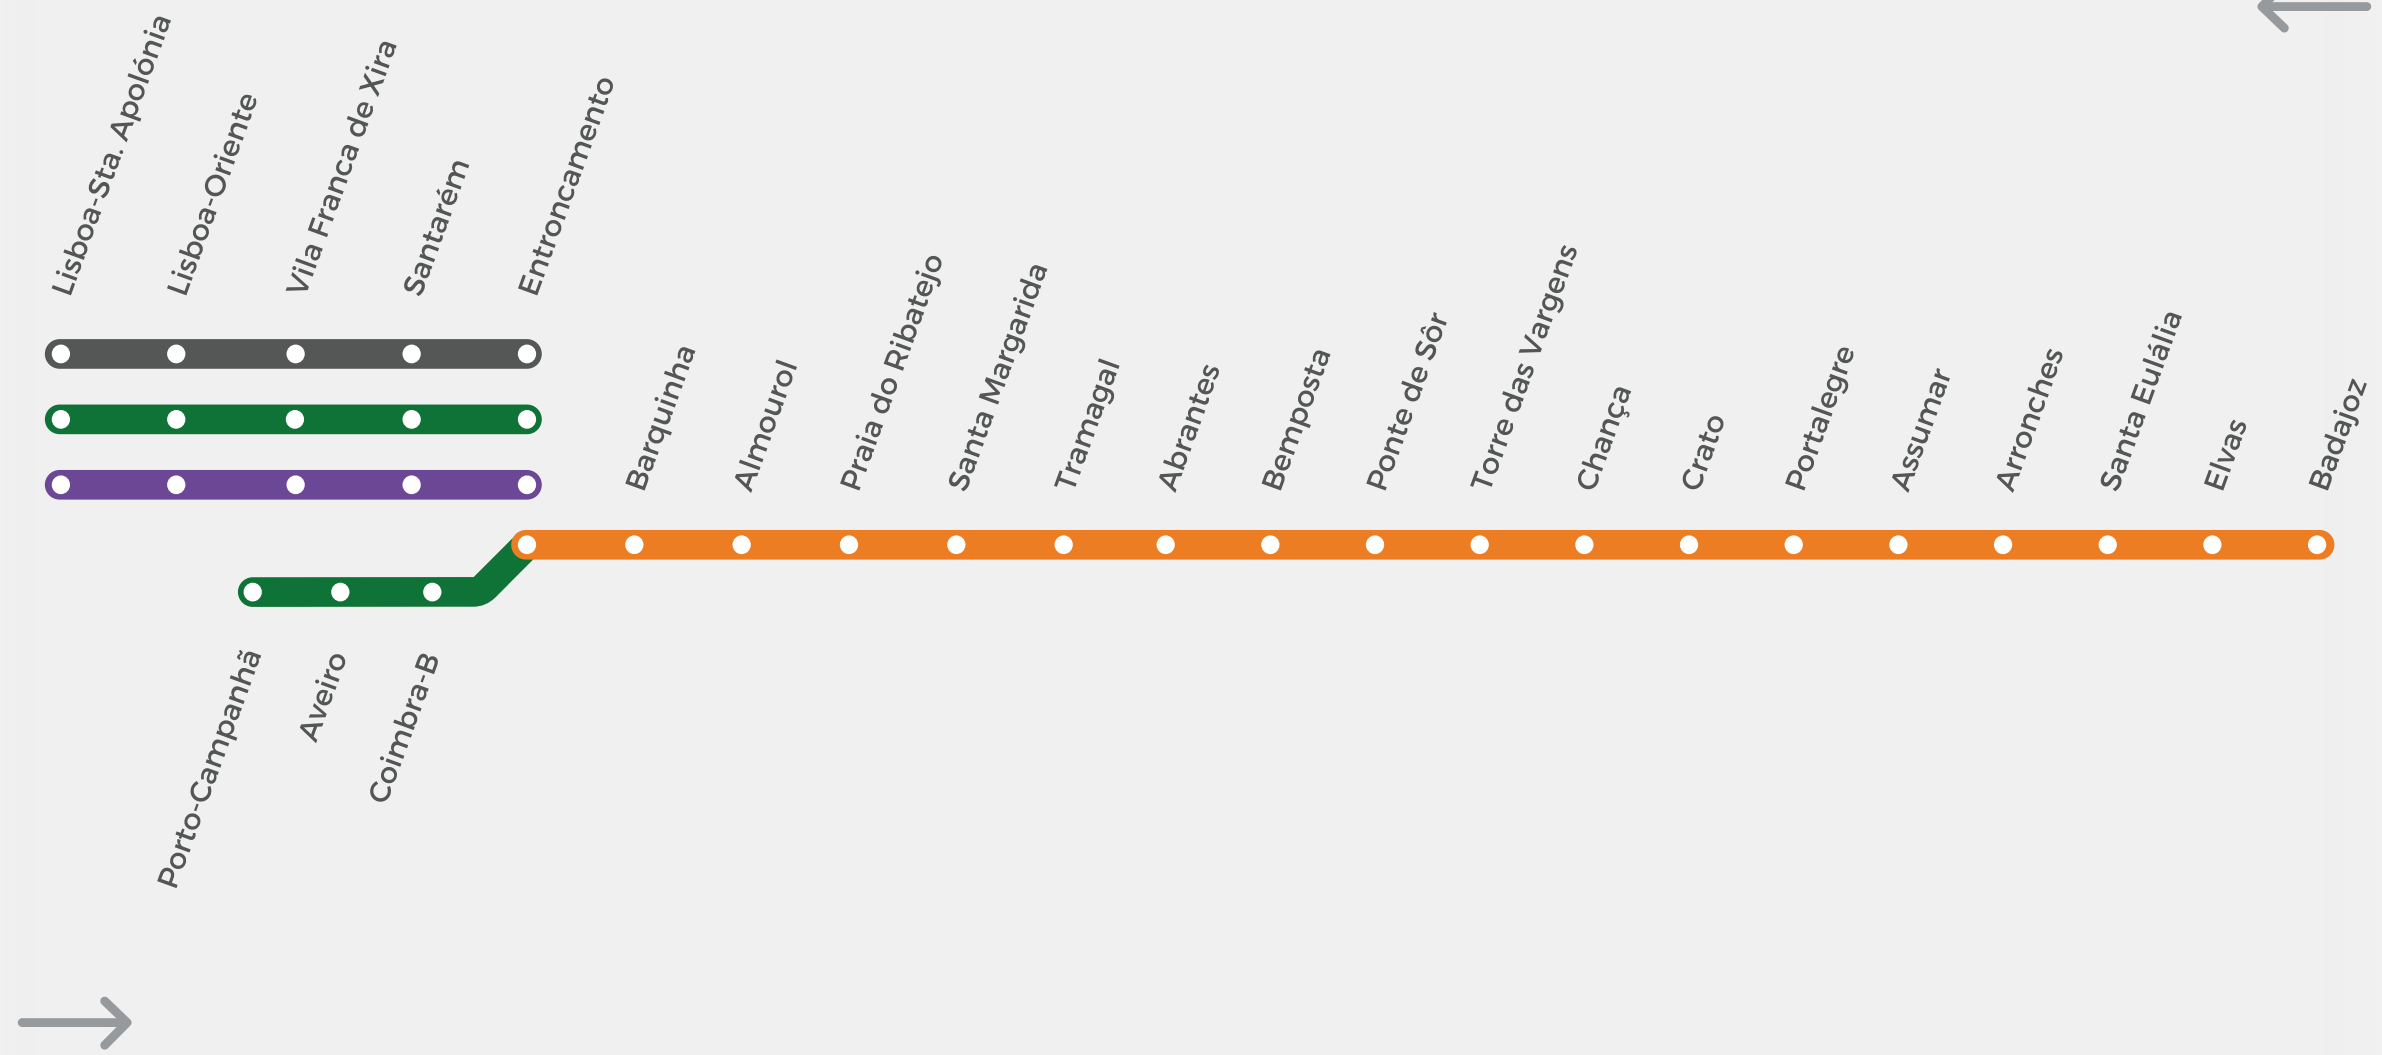 Lisboa-Sta. Apolónia
Lisboa-Oriente
Vila Franca de Xira
Santarém
Entroncamento
Barquinha
Almourol
Praia do Ribatejo
Santa Margarida
Tramagal
Abrantes
Bemposta
Ponte de Sôr
Torre das Vargens
Chança
Crato
Portalegre
Assumar
Arronches
Santa Eulália
Elvas
Badajoz
Porto-Campanhã
Aveiro
Coimbra-B